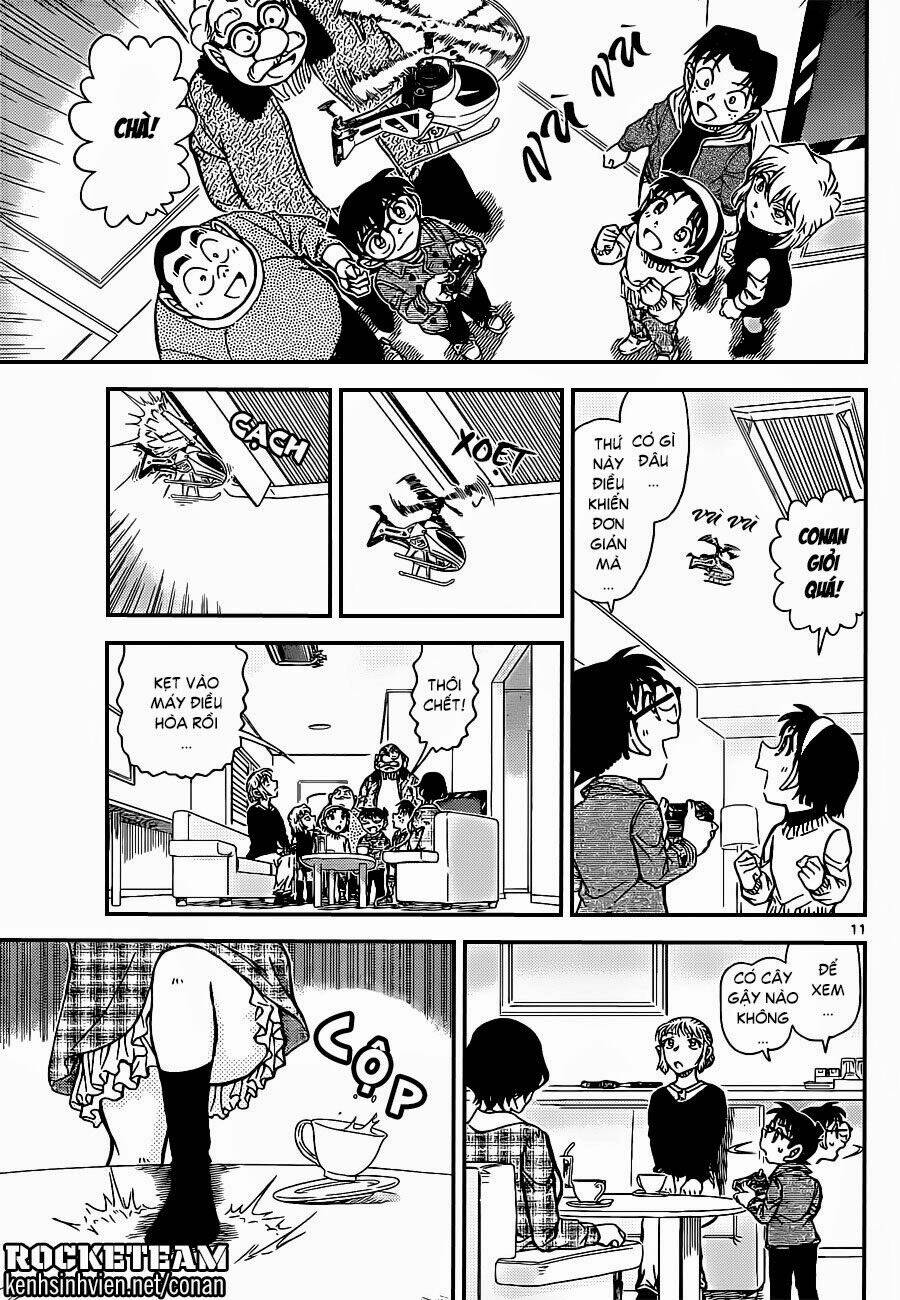 CHÀ!
VÙ VÙ
CÓ GÌ
ĐÂU
...
THỨ
NÀY
ĐIỀU
KHIỂN
ĐƠN
GIẢN
MÀ
...
VÙ VÙ
CONAN
GIỎI
QUÁ!
XOẸT
CẠCH
THÔI
CHẾT!
KẸT VÀO
MÁY ĐIỀU
HÒA RỒI
...
11
ĐỂ
XEM
...
CÓ CÂY
GẬY NÀO
KHÔNG
...
CỘP
ROCKETEAM
kenhsinhvien.net/conan